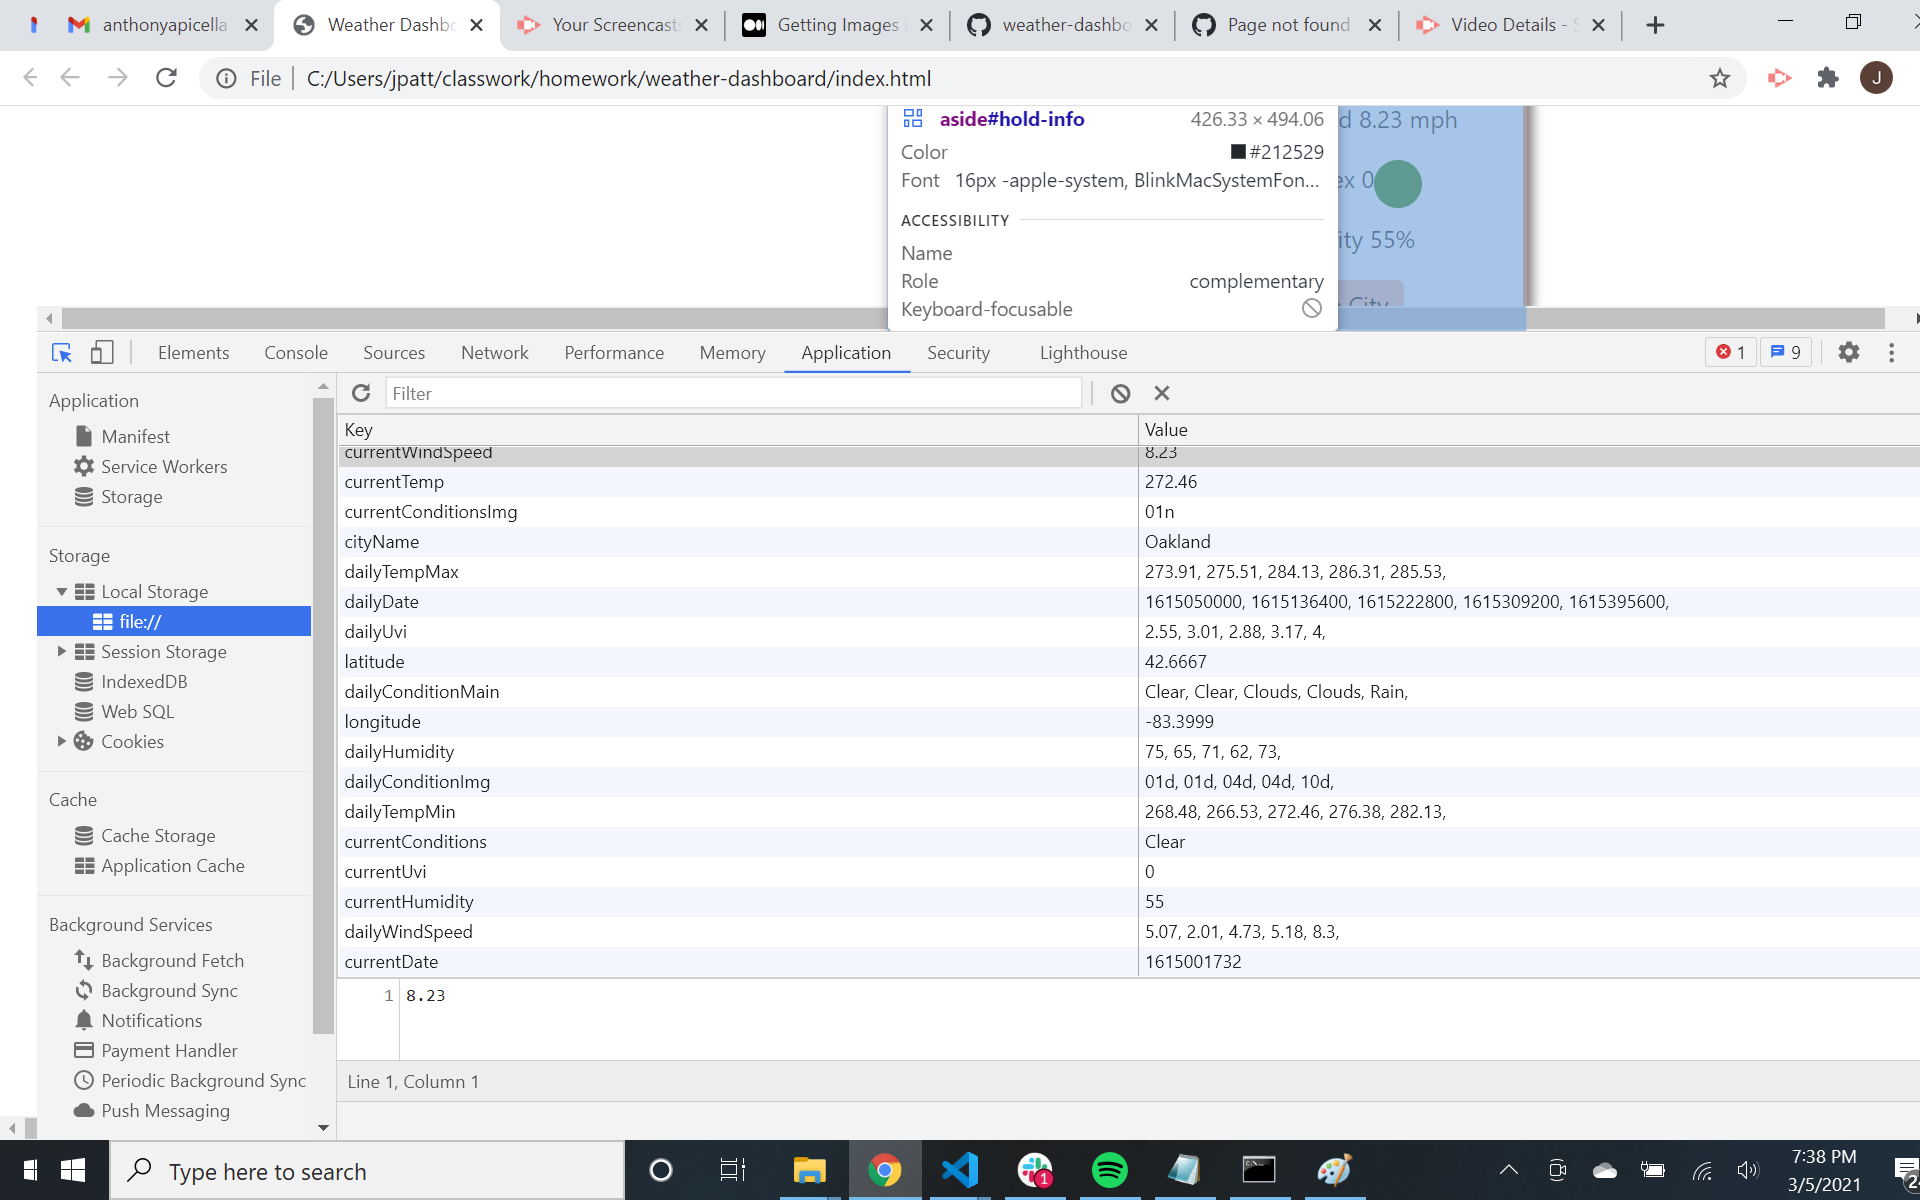 anthonyapicella
Weather Dashbo
Your Screencasts
Getting Images i
weather-dashbo
Page not found
Video Details - S
File
C:/Users/jpatt/classwork/homework/weather-dashboard/index.html
J
aside#hold-info 426.33 × 494.06
d 8.23 mph
Color #212529
Font 16px -apple-system, BlinkMacSystemFon...
ex 0
ACCESSIBILITY
ity 55%
Name
Role complementary
City
Keyboard-focusable
Elements Console Sources Network Performance Memory Application Security Lighthouse 1 9
Application
Manifest
Service Workers
Storage
Storage
Local Storage
file://
Session Storage
IndexedDB
Web SQL
Cookies
Cache
Cache Storage
Application Cache
Background Services
Background Fetch
Background Sync
Notifications
Payment Handler
Periodic Background Sync
Push Messaging
Filter
Key Value
currentWindSpeed 8.23
currentTemp 272.46
currentConditionsImg 01n
cityName Oakland
dailyTempMax 273.91, 275.51, 284.13, 286.31, 285.53,
dailyDate 1615050000, 1615136400, 1615222800, 1615309200, 1615395600,
dailyUvi 2.55, 3.01, 2.88, 3.17, 4,
latitude 42.6667
dailyConditionMain Clear, Clear, Clouds, Clouds, Rain,
longitude -83.3999
dailyHumidity 75, 65, 71, 62, 73,
dailyConditionImg 01d, 01d, 04d, 04d, 10d,
dailyTempMin 268.48, 266.53, 272.46, 276.38, 282.13,
currentConditions Clear
currentUvi 0
currentHumidity 55
dailyWindSpeed 5.07, 2.01, 4.73, 5.18, 8.3,
currentDate 1615001732
1 8.23
Line 1, Column 1
Type here to search
1
7:38 PM
3/5/2021
2